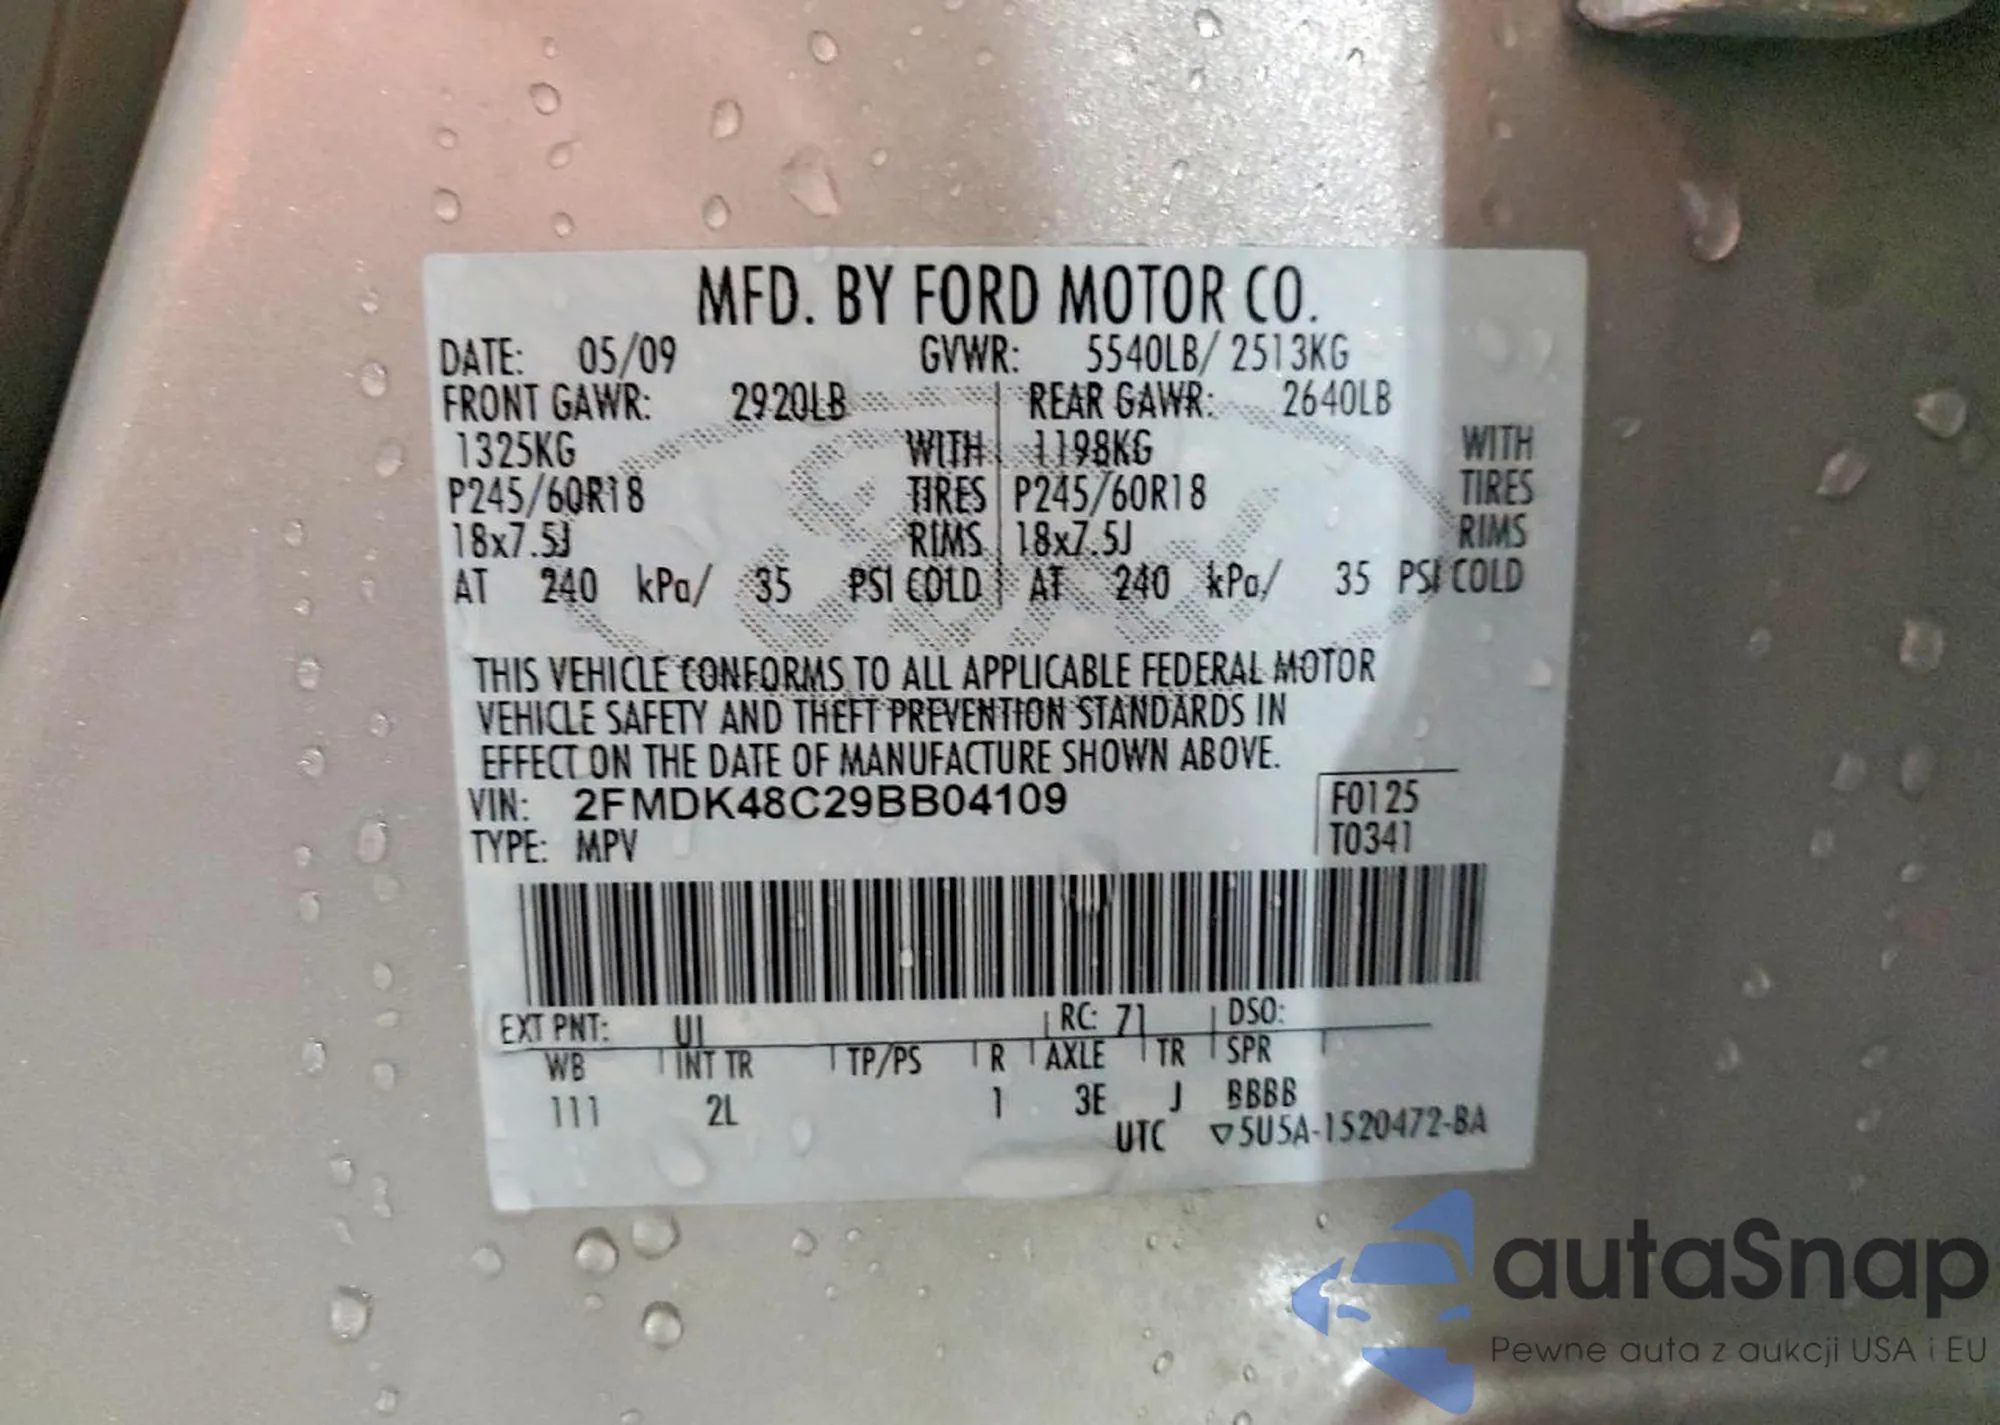 MFD. BY FORD MOTOR CO.
DATE: 05/09 GVWR: 5540LB/ 2513KG
FRONT GAWR: 2920LB REAR GAWR: 2640LB
1325KG WITH 1198KG WITH
P245/60R18 TIRES P245/60R18 TIRES
18x7.5J RIMS 18x7.5J RIMS
AT 240 kPa/ 35 PSI COLD AT 240 kPa/ 35 PSI COLD
THIS VEHICLE CONFORMS TO ALL APPLICABLE FEDERAL MOTOR
VEHICLE SAFETY AND THEFT PREVENTION STANDARDS IN
EFFECT ON THE DATE OF MANUFACTURE SHOWN ABOVE.
VIN: 2FMDK48C29BB04109 F0125
TYPE: MPV T0341
EXT PNT: UJ RC: 71 DSO:
WB INT TR TP/PS R AXLE TR SPR
111 2L 1 3E J BBBB
UTC ▽5U5A-1520472-BA
autaSnap
Pewne auta z aukcji USA i EU